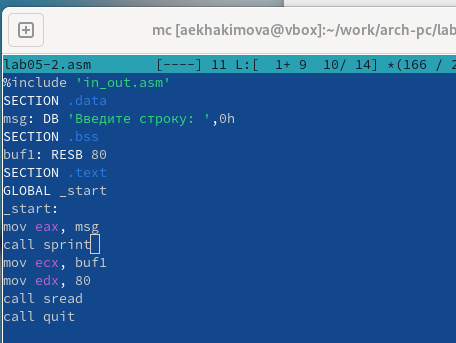 mc [aekhakimova@vbox]:~/work/arch-pc/lab
lab05-2.asm [----] 11 L:[ 1+ 9 10/ 14] *(166 / 2
%include 'in_out.asm'
SECTION .data
msg: DB 'Введите строку: ',0h
SECTION .bss
buf1: RESB 80
SECTION .text
GLOBAL _start
_start:
mov eax, msg
call sprint
mov ecx, buf1
mov edx, 80
call sread
call quit